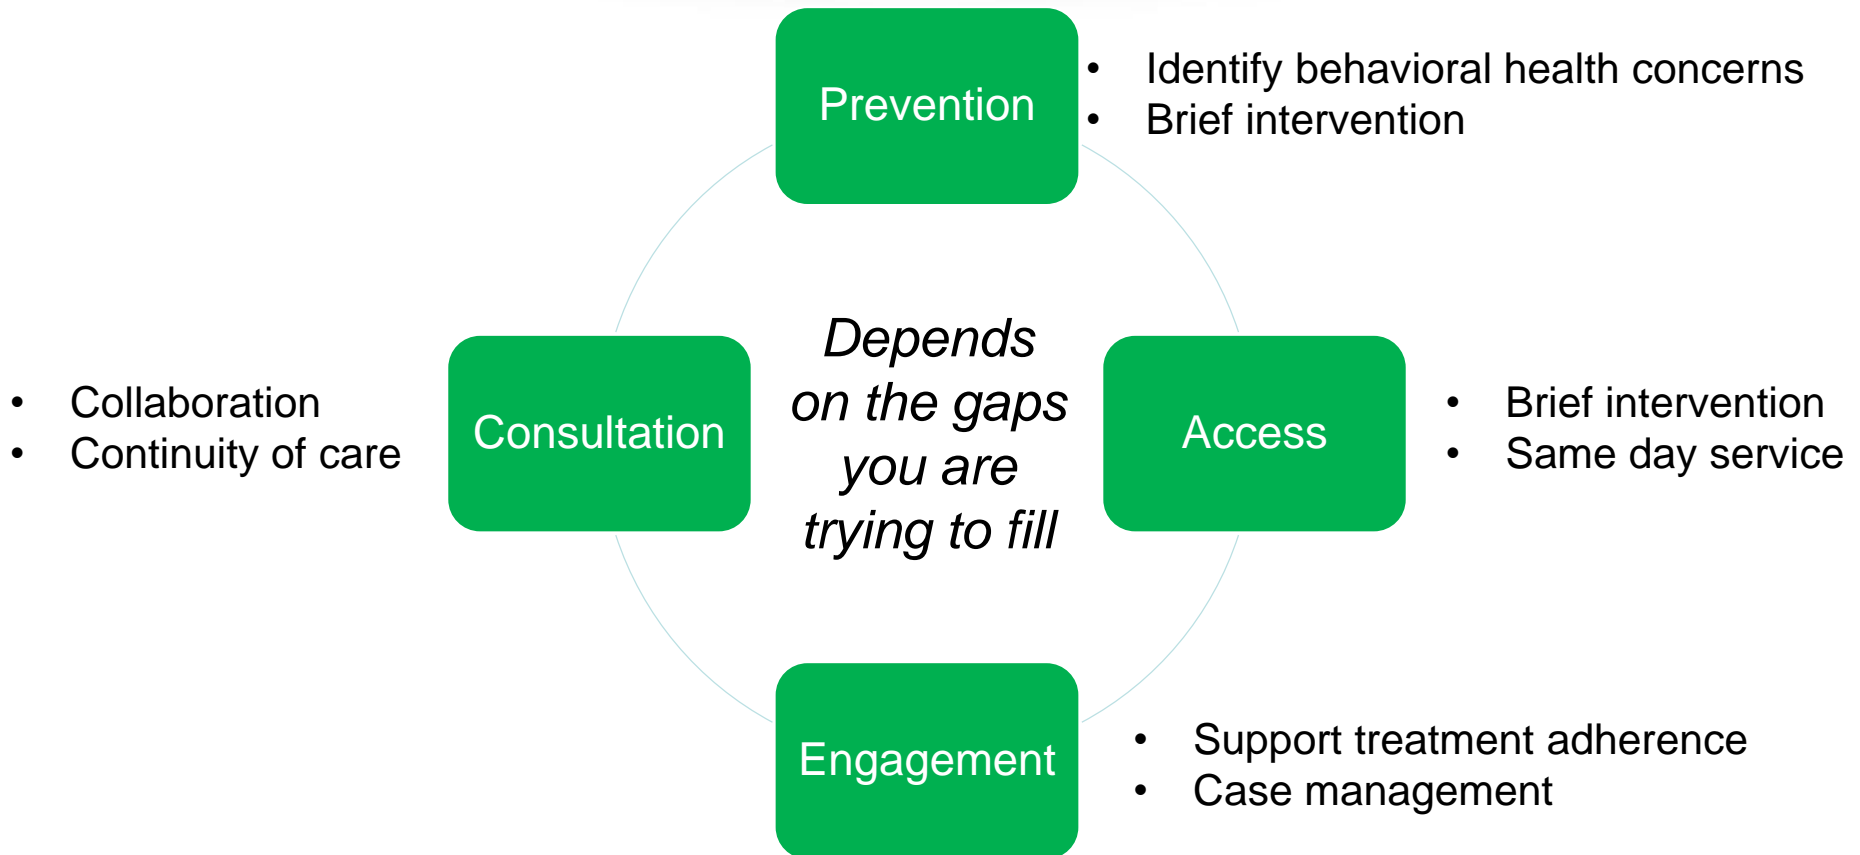 Prevention
• Identify behavioral health concerns
• Brief intervention
Depends
on the gaps
you are
trying to fill
Consultation
• Collaboration
• Continuity of care
Access
• Brief intervention
• Same day service
Engagement
• Support treatment adherence
• Case management